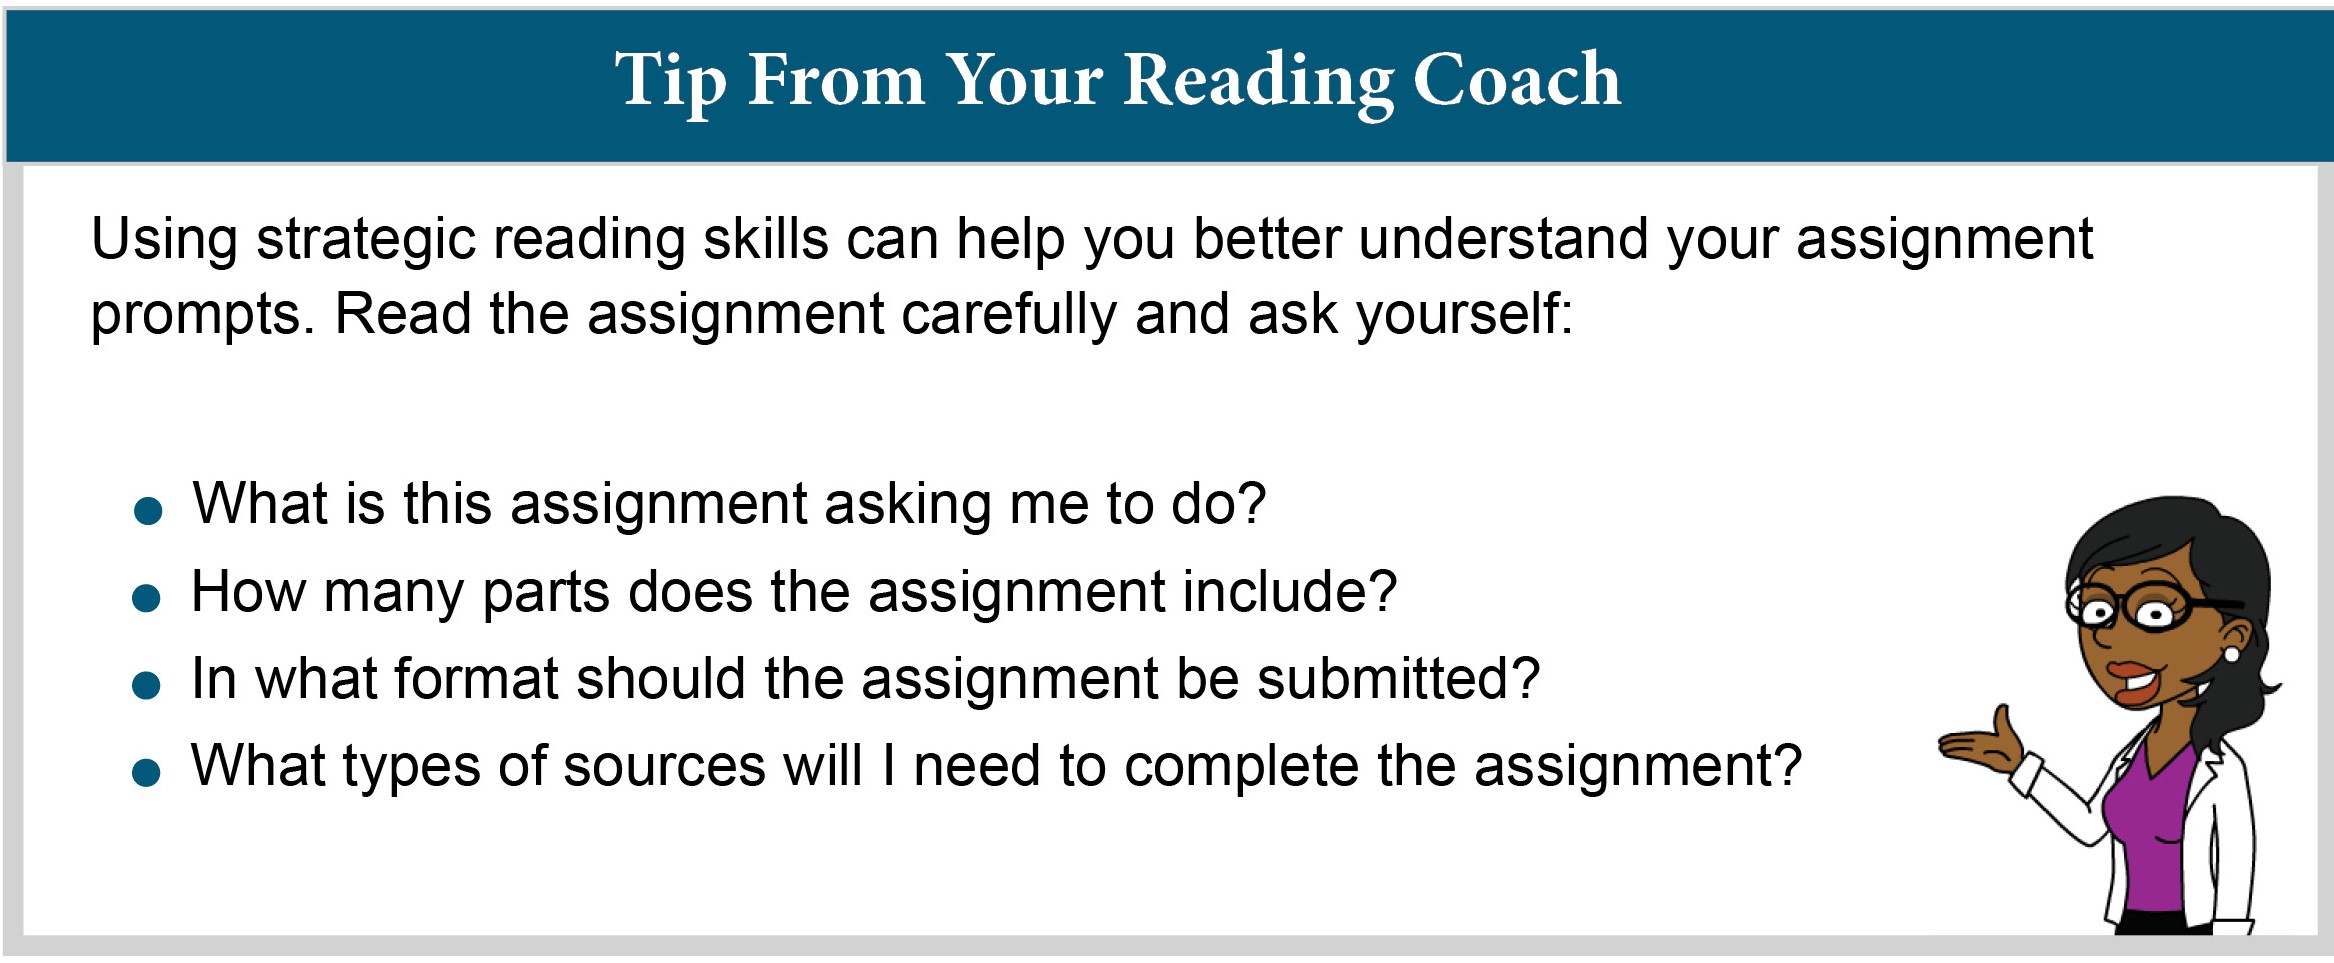 Tip From Your Reading Coach
Using strategic reading skills can help you better understand your assignment
prompts. Read the assignment carefully and ask yourself:
● What is this assignment asking me to do?
● How many parts does the assignment include?
● In what format should the assignment be submitted?
● What types of sources will I need to complete the assignment?